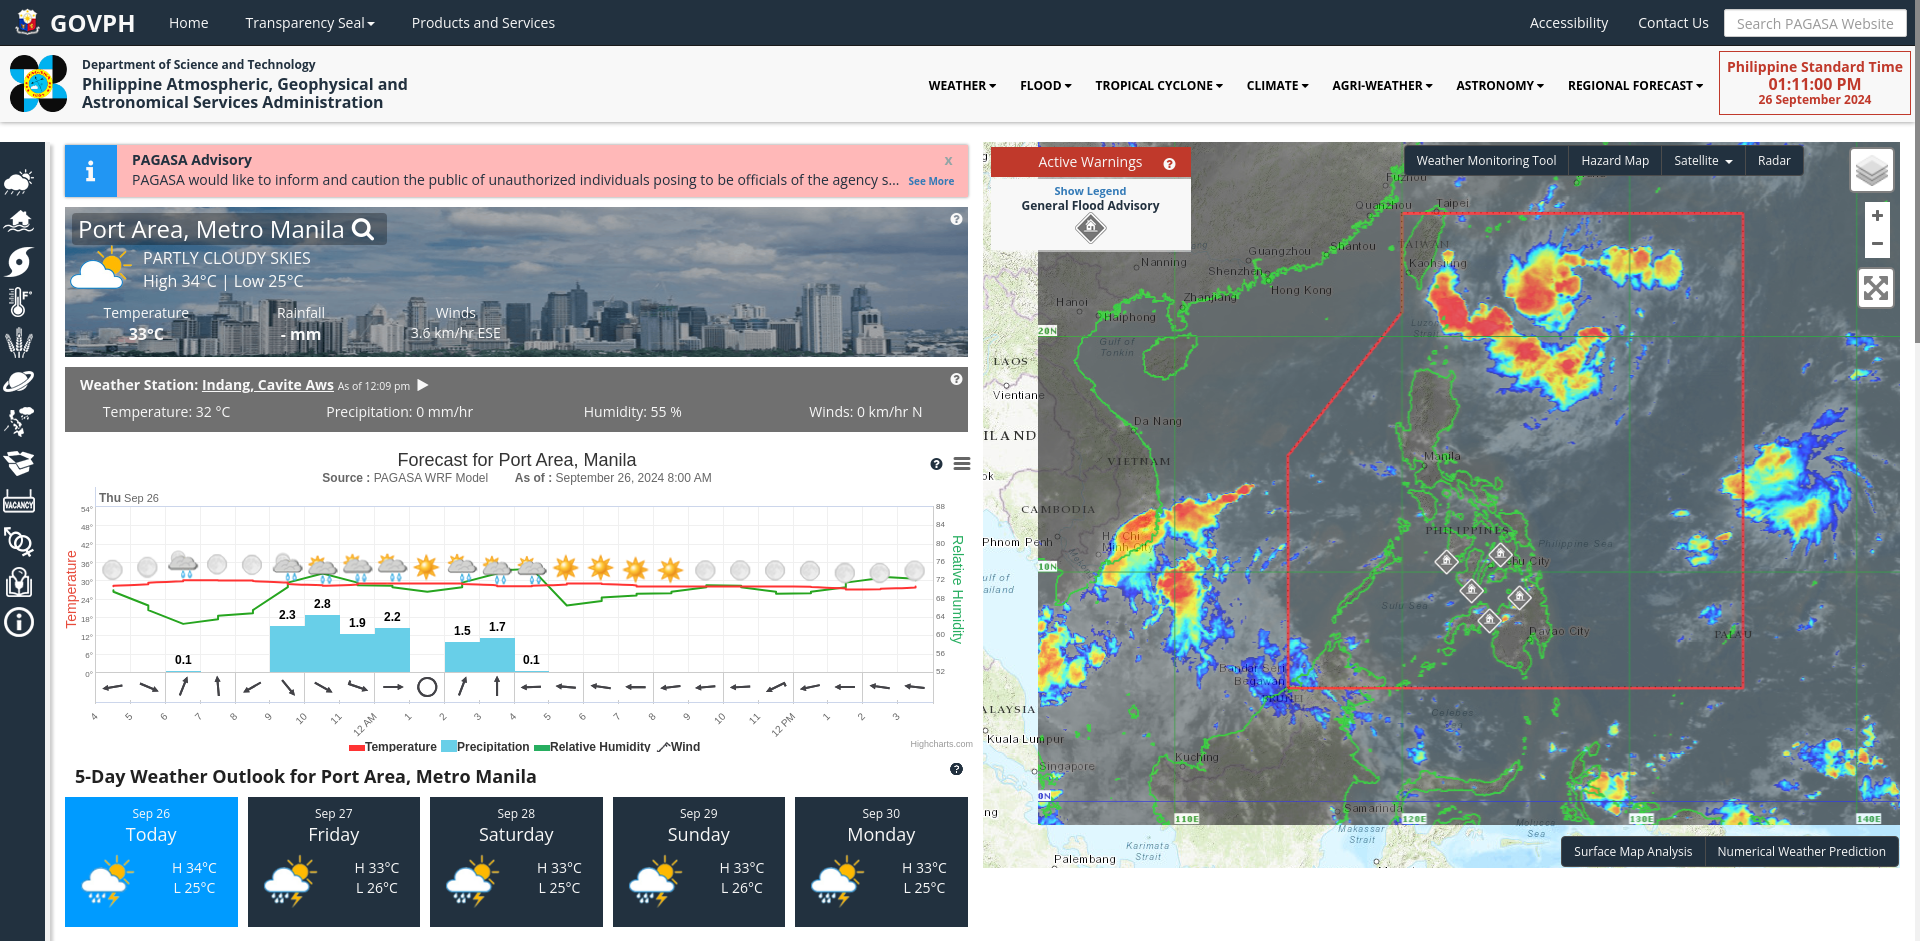 GOVPH
Home
Transparency Seal
Products and Services
Accessibility
Contact Us
Search PAGASA Website
Department of Science and Technology
Philippine Atmospheric, Geophysical and
Astronomical Services Administration
WEATHER
FLOOD
TROPICAL CYCLONE
CLIMATE
AGRI-WEATHER
ASTRONOMY
REGIONAL FORECAST
Philippine Standard Time
01:11:00 PM
26 September 2024
F°
VACANCY
PAGASA Advisory
x
PAGASA would like to inform and caution the public of unauthorized individuals posing to be officials of the agency s... See More
Port Area, Metro Manila
PARTLY CLOUDY SKIES
High 34°C | Low 25°C
Temperature
Rainfall
Winds
33°C
- mm
3.6 km/hr ESE
Weather Station: Indang, Cavite Aws As of 12:09 pm
Temperature: 32 °C
Precipitation: 0 mm/hr
Humidity: 55 %
Winds: 0 km/hr N
Forecast for Port Area, Manila
Source : PAGASA WRF Model As of : September 26, 2024 8:00 AM
Thu Sep 26
54°
48°
42°
36°
30°
24°
18°
12°
6°
0°
Temperature
88
84
80
76
72
68
64
60
56
52
Relative Humidity
0.1
2.3
2.8
1.9
2.2
1.5
1.7
0.1
4 5 6 7 8 9 10 11 12 AM 1 2 3 4 5 6 7 8 9 10 11 12 PM 1 2 3
Temperature Precipitation Relative Humidity Wind
Highcharts.com
5-Day Weather Outlook for Port Area, Metro Manila
Sep 26
Today
H 34°C
L 25°C
Sep 27
Friday
H 33°C
L 26°C
Sep 28
Saturday
H 33°C
L 25°C
Sep 29
Sunday
H 33°C
L 26°C
Sep 30
Monday
H 33°C
L 25°C
Active Warnings
Show Legend
General Flood Advisory
Weather Monitoring Tool
Hazard Map
Satellite
Radar
+
−
Fuzhou
Quanzhou
Taipei
TAIWAN
Guangzhou
Shantou
Kaohsiung
Nanning
Shenzhen
Hong Kong
Zhanjiang
Hanoi
Haiphong
20N
Gulf of
Tonkin
LAOS
Vientiane
Da Nang
ILAND
VIETNAM
Manila
CAMBODIA
PHILIPPINES
Phnom Penh
Ho Chi
Minh City
Philippine Sea
Cebu City
10N
ulf of
ailand
Sulu Sea
Davao City
PALAU
Bandar Seri
Begawan
BRUNEI
ALAYSIA
Celebes
Kuala Lumpur
Kuching
Singapore
0N
Samarinda
110E
120E
130E
140E
Makassar
Strait
Molucca
Sea
Karimata
Strait
Palembang
Surface Map Analysis
Numerical Weather Prediction